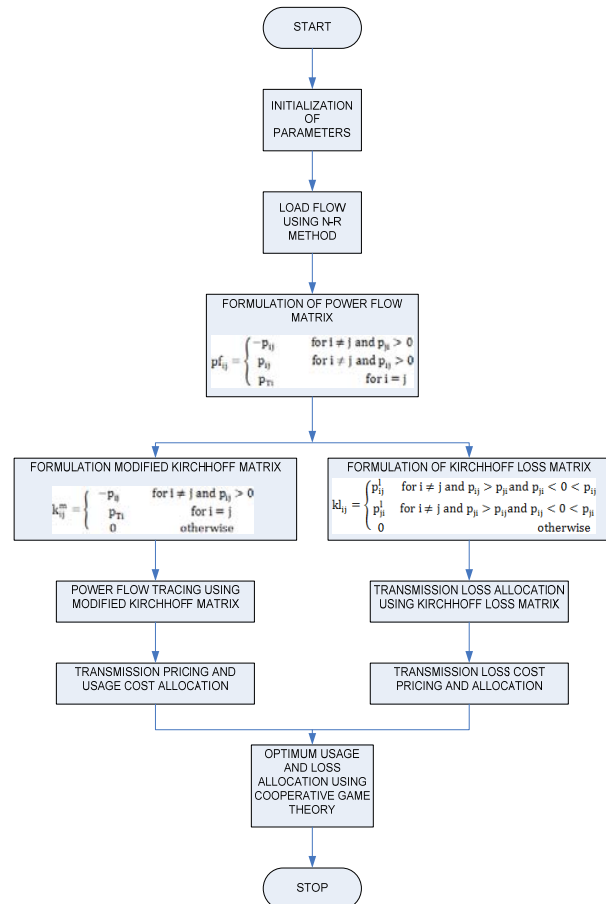 START
INITIALIZATION
OF
PARAMETERS
LOAD FLOW
USING N-R
METHOD
FORMULATION OF POWER FLOW
MATRIX
pf_ij = { −p_ij for i ≠ j and p_ji > 0
p_ij for i ≠ j and p_ij > 0
p_Ti for i = j
FORMULATION MODIFIED KIRCHHOFF MATRIX
k^m_ij = { −p_ij for i ≠ j and p_ij > 0
p_Ti for i = j
0 otherwise
FORMULATION OF KIRCHHOFF LOSS MATRIX
kl_ij = { p^l_ij for i ≠ j and p_ij > p_ji and p_ji < 0 < p_ij
p^l_ji for i ≠ j and p_ji > p_ij and p_ij < 0 < p_ji
0 otherwise
POWER FLOW TRACING USING
MODIFIED KIRCHHOFF MATRIX
TRANSMISSION LOSS ALLOCATION
USING KIRCHHOFF LOSS MATRIX
TRANSMISSION PRICING AND
USAGE COST ALLOCATION
TRANSMISSION LOSS COST
PRICING AND ALLOCATION
OPTIMUM USAGE
AND LOSS
ALLOCATION USING
COOPERATIVE GAME
THEORY
STOP